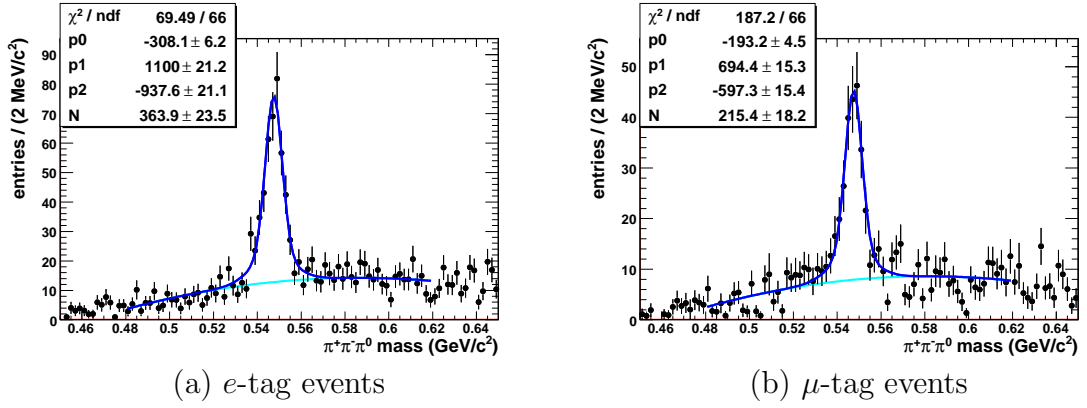 χ² / ndf 69.49 / 66
p0 -308.1 ± 6.2
p1 1100 ± 21.2
p2 -937.6 ± 21.1
N 363.9 ± 23.5
entries / (2 MeV/c²)
90
80
70
60
50
40
30
20
10
0
0.46 0.48 0.5 0.52 0.54 0.56 0.58 0.6 0.62 0.64
π⁺π⁻π⁰ mass (GeV/c²)
(a) e-tag events
χ² / ndf 187.2 / 66
p0 -193.2 ± 4.5
p1 694.4 ± 15.3
p2 -597.3 ± 15.4
N 215.4 ± 18.2
entries / (2 MeV/c²)
50
40
30
20
10
0
0.46 0.48 0.5 0.52 0.54 0.56 0.58 0.6 0.62 0.64
π⁺π⁻π⁰ mass (GeV/c²)
(b) μ-tag events